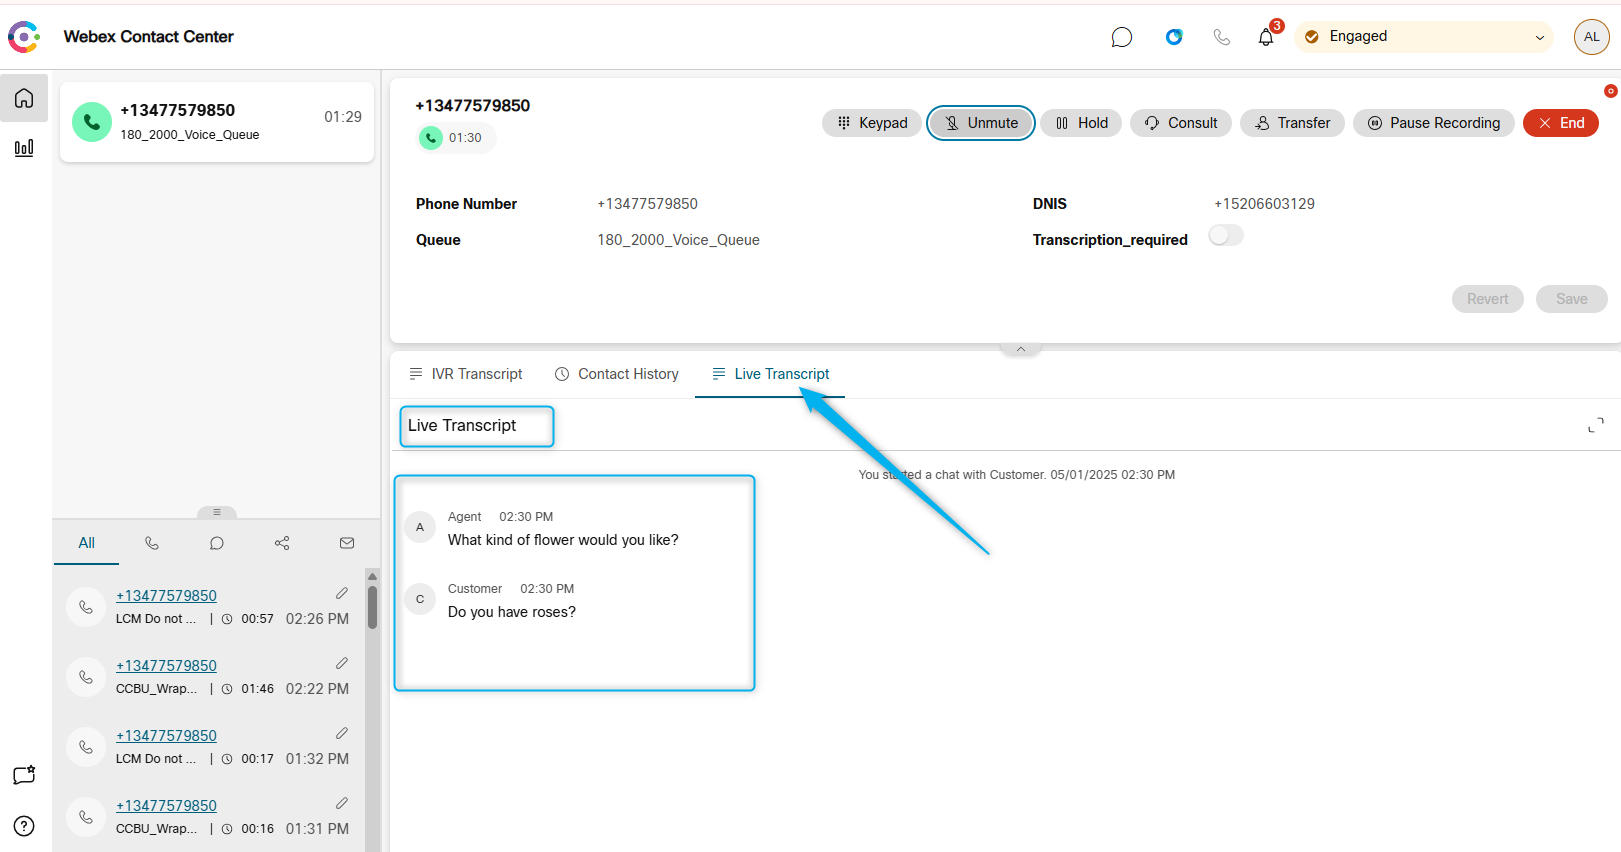 Webex Contact Center
3
Engaged
AL
+13477579850
01:29
180_2000_Voice_Queue
+13477579850
01:30
Keypad
Unmute
Hold
Consult
Transfer
Pause Recording
End
Phone Number
+13477579850
DNIS
+15206603129
Queue
180_2000_Voice_Queue
Transcription_required
Revert
Save
IVR Transcript
Contact History
Live Transcript
Live Transcript
You started a chat with Customer. 05/01/2025 02:30 PM
A
Agent 02:30 PM
What kind of flower would you like?
C
Customer 02:30 PM
Do you have roses?
All
+13477579850
LCM Do not ... | 00:57 02:26 PM
+13477579850
CCBU_Wrap... | 01:46 02:22 PM
+13477579850
LCM Do not ... | 00:17 01:32 PM
+13477579850
CCBU_Wrap... | 00:16 01:31 PM